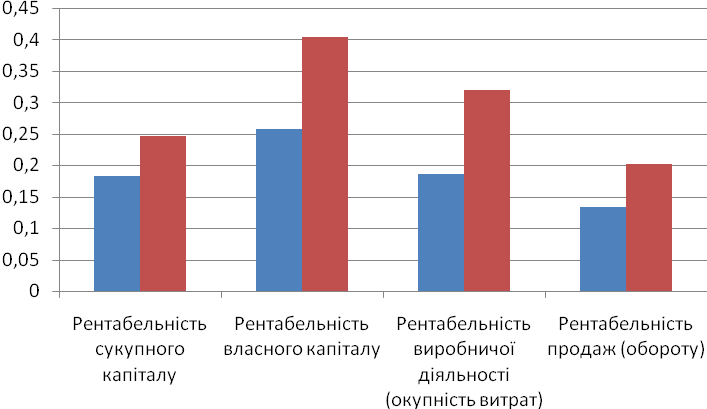 0,45
0,4
0,35
0,3
0,25
0,2
0,15
0,1
0,05
0
Рентабельність
сукупного
капіталу
Рентабельність
власного капіталу
Рентабельність
виробничої
діяльності
(окупність витрат)
Рентабельність
продаж (обороту)